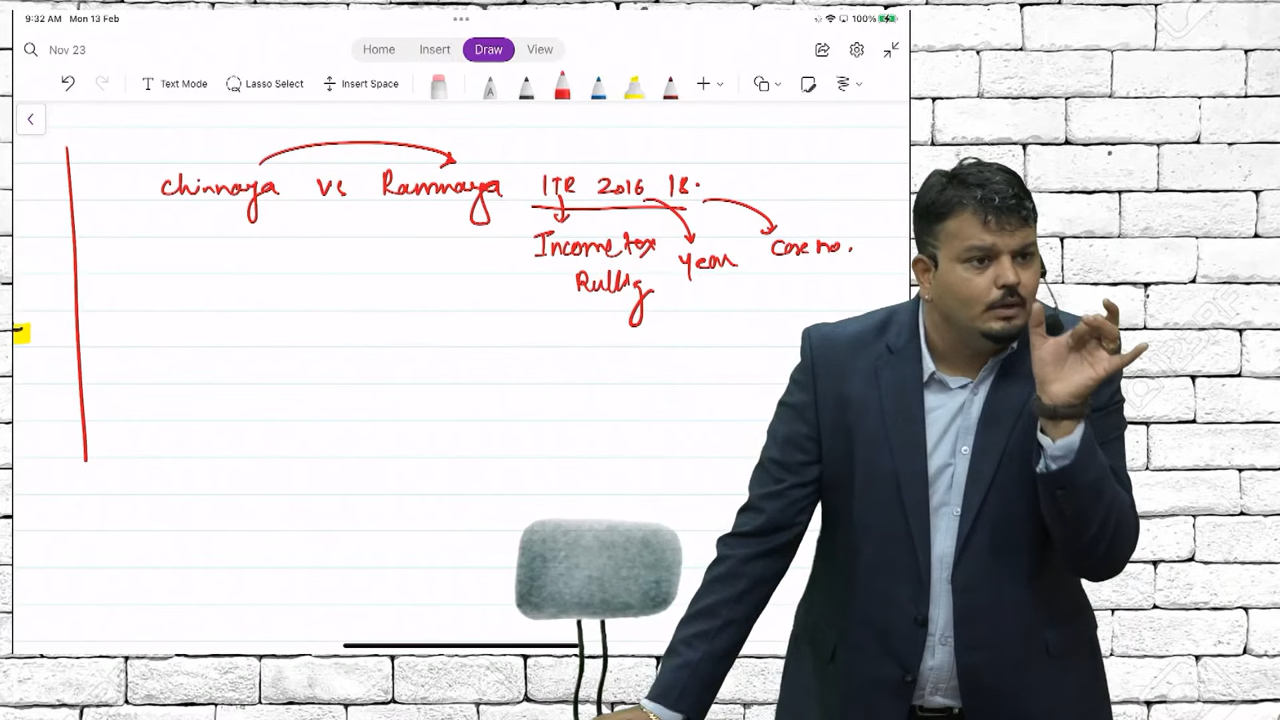 9:32 AM Mon 13 Feb
100%
Nov 23
Home Insert Draw View
Text Mode Lasso Select Insert Space
Chinnaya vs Ramnaya ITR 2016 18.
Income tax year Case no.
Ruling